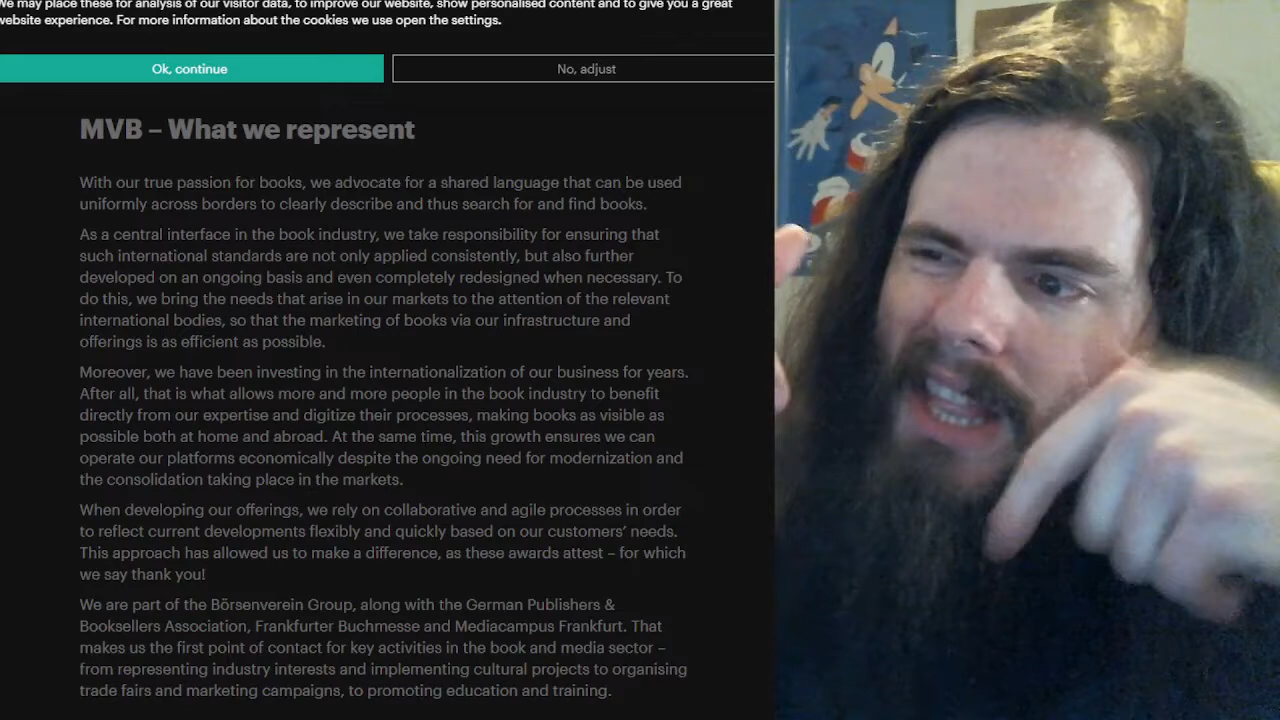 We may place these for analysis of our visitor data, to improve our website, show personalised content and to give you a great
website experience. For more information about the cookies we use open the settings.
Ok, continue
No, adjust
MVB – What we represent
With our true passion for books, we advocate for a shared language that can be used
uniformly across borders to clearly describe and thus search for and find books.
As a central interface in the book industry, we take responsibility for ensuring that
such international standards are not only applied consistently, but also further
developed on an ongoing basis and even completely redesigned when necessary. To
do this, we bring the needs that arise in our markets to the attention of the relevant
international bodies, so that the marketing of books via our infrastructure and
offerings is as efficient as possible.
Moreover, we have been investing in the internationalization of our business for years.
After all, that is what allows more and more people in the book industry to benefit
directly from our expertise and digitize their processes, making books as visible as
possible both at home and abroad. At the same time, this growth ensures we can
operate our platforms economically despite the ongoing need for modernization and
the consolidation taking place in the markets.
When developing our offerings, we rely on collaborative and agile processes in order
to reflect current developments flexibly and quickly based on our customers’ needs.
This approach has allowed us to make a difference, as these awards attest – for which
we say thank you!
We are part of the Börsenverein Group, along with the German Publishers &
Booksellers Association, Frankfurter Buchmesse and Mediacampus Frankfurt. That
makes us the first point of contact for key activities in the book and media sector –
from representing industry interests and implementing cultural projects to organising
trade fairs and marketing campaigns, to promoting education and training.